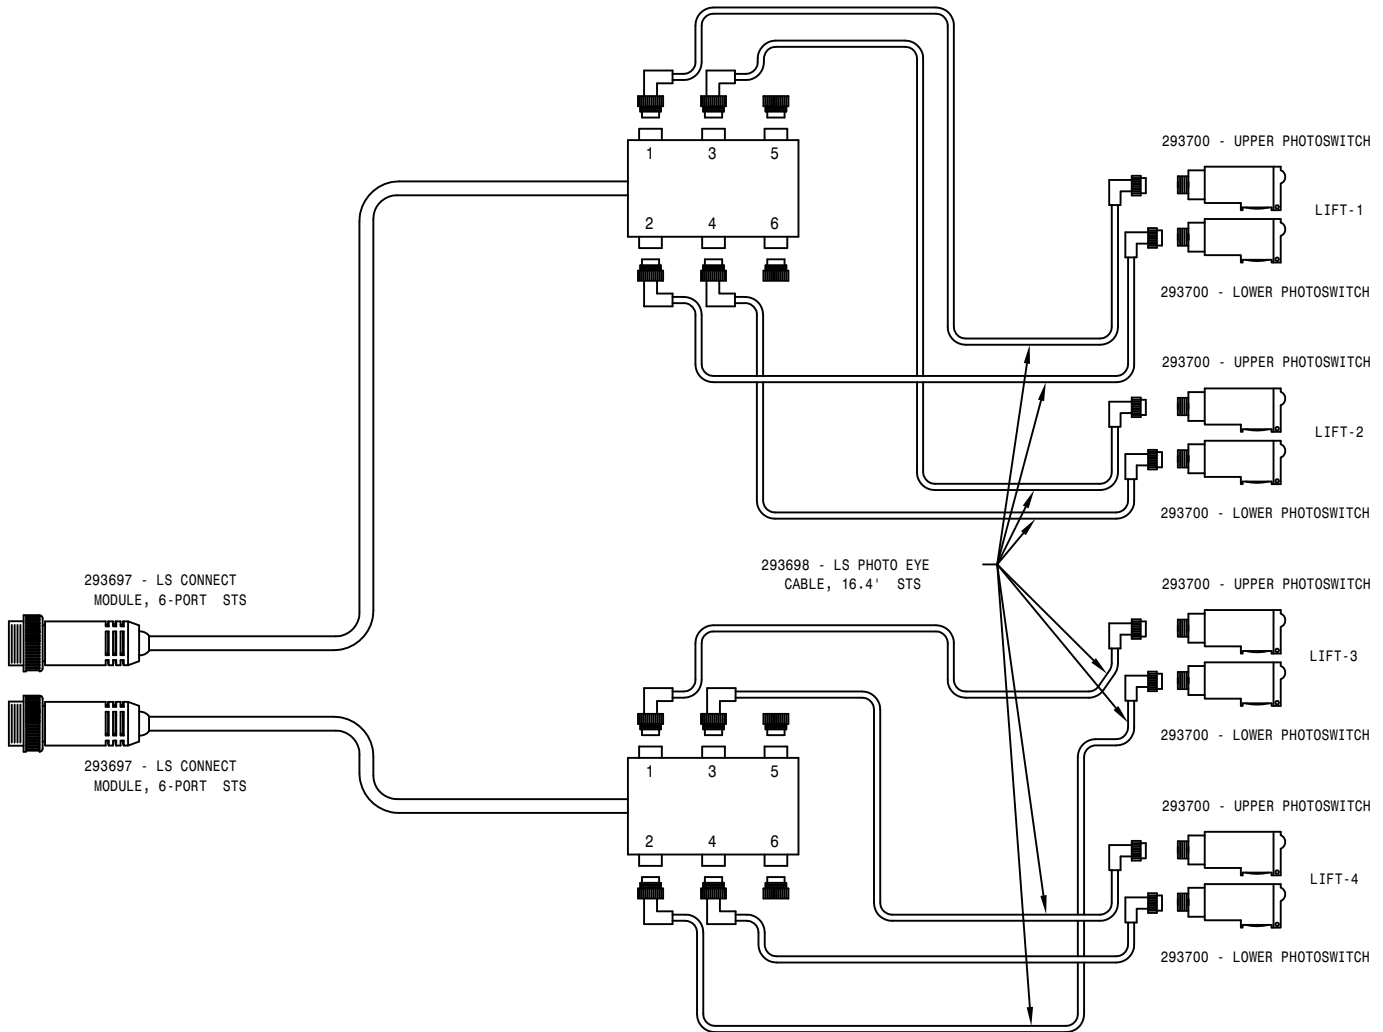 1 3 5
293700 - UPPER PHOTOSWITCH
LIFT-1
2 4 6
293700 - LOWER PHOTOSWITCH
293700 - UPPER PHOTOSWITCH
LIFT-2
293700 - LOWER PHOTOSWITCH
293698 - LS PHOTO EYE
CABLE, 16.4' STS
293697 - LS CONNECT
MODULE, 6-PORT STS
293700 - UPPER PHOTOSWITCH
LIFT-3
293700 - LOWER PHOTOSWITCH
293697 - LS CONNECT
MODULE, 6-PORT STS
1 3 5
2 4 6
293700 - UPPER PHOTOSWITCH
LIFT-4
293700 - LOWER PHOTOSWITCH